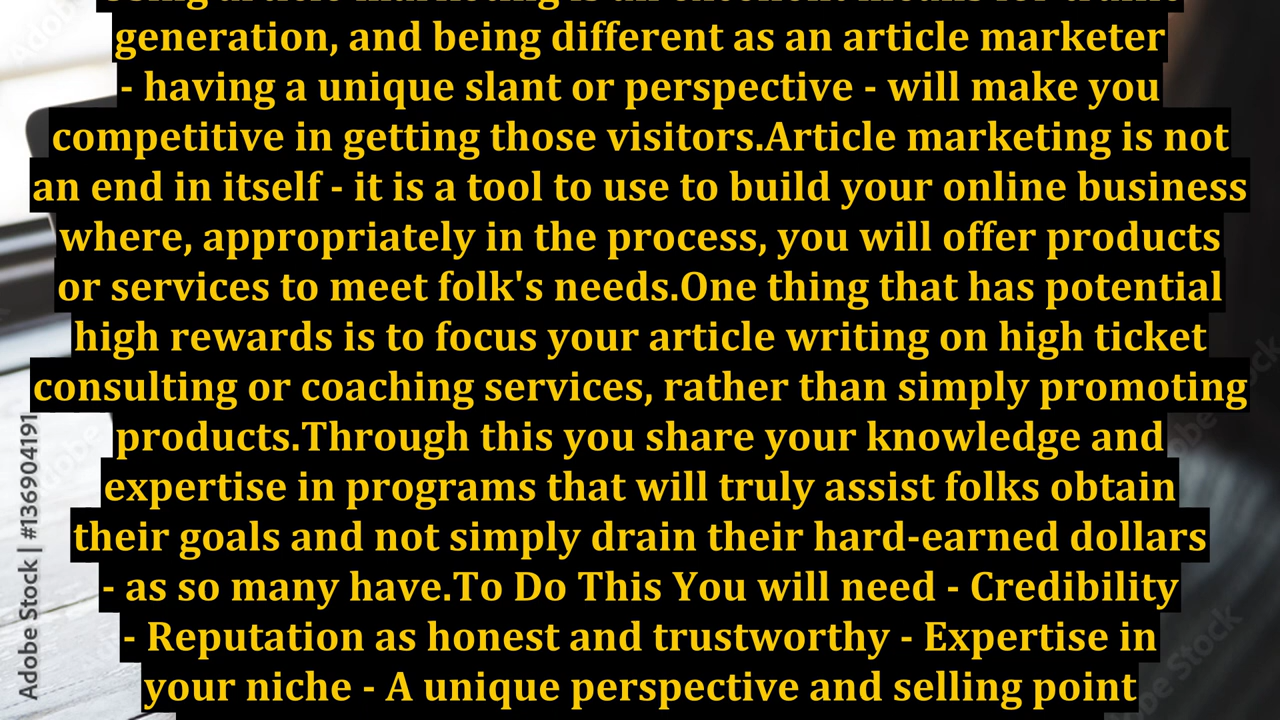 generation, and being different as an article marketer
- having a unique slant or perspective - will make you
competitive in getting those visitors.Article marketing is not
an end in itself - it is a tool to use to build your online business
where, appropriately in the process, you will offer products
or services to meet folk's needs.One thing that has potential
high rewards is to focus your article writing on high ticket
consulting or coaching services, rather than simply promoting
products.Through this you share your knowledge and
expertise in programs that will truly assist folks obtain
their goals and not simply drain their hard-earned dollars
- as so many have.To Do This You will need - Credibility
- Reputation as honest and trustworthy - Expertise in
your niche - A unique perspective and selling point
Adobe Stock | #136904191